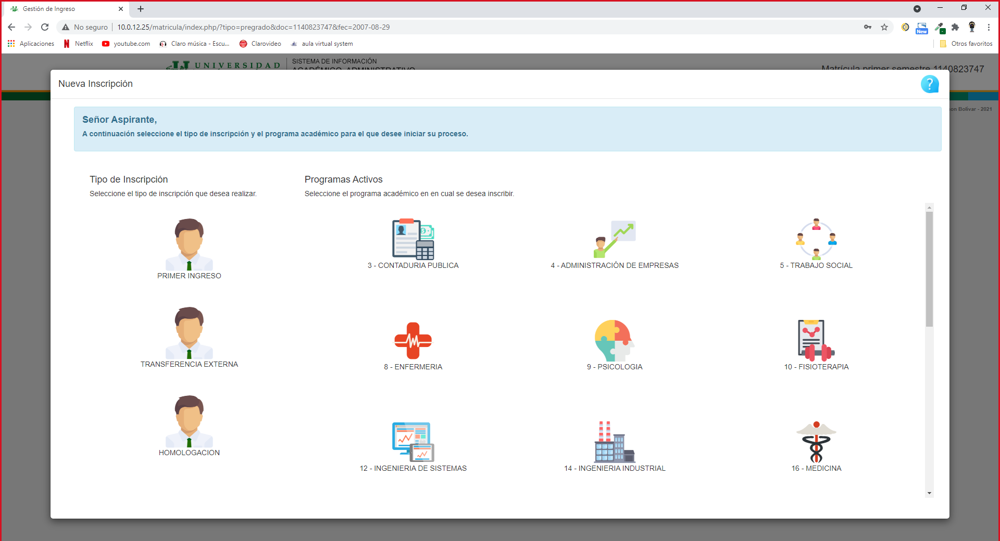 Gestión de Ingreso
No seguro
10.0.12.25/matricula/index.php/?tipo=pregrado&doc=1140823747&fec=2007-08-29
New
Aplicaciones
Netflix
youtube.com
Claro música - Escu...
Clarovideo
aula virtual system
Otros favoritos
UNIVERSIDAD
SISTEMA DE INFORMACIÓN
ACADÉMICO, ADMINISTRATIVO
Matrícula primer semestre 1140823747
Bolivar - 2021
Nueva Inscripción
?
Señor Aspirante,
A continuación seleccione el tipo de inscripción y el programa académico para el que desee iniciar su proceso.
Tipo de Inscripción
Seleccione el tipo de inscripción que desea realizar.
Programas Activos
Seleccione el programa académico en en cual se desea inscribir.
PRIMER INGRESO
TRANSFERENCIA EXTERNA
HOMOLOGACION
3 - CONTADURIA PUBLICA
4 - ADMINISTRACIÓN DE EMPRESAS
5 - TRABAJO SOCIAL
8 - ENFERMERIA
9 - PSICOLOGIA
10 - FISIOTERAPIA
12 - INGENIERIA DE SISTEMAS
14 - INGENIERIA INDUSTRIAL
16 - MEDICINA